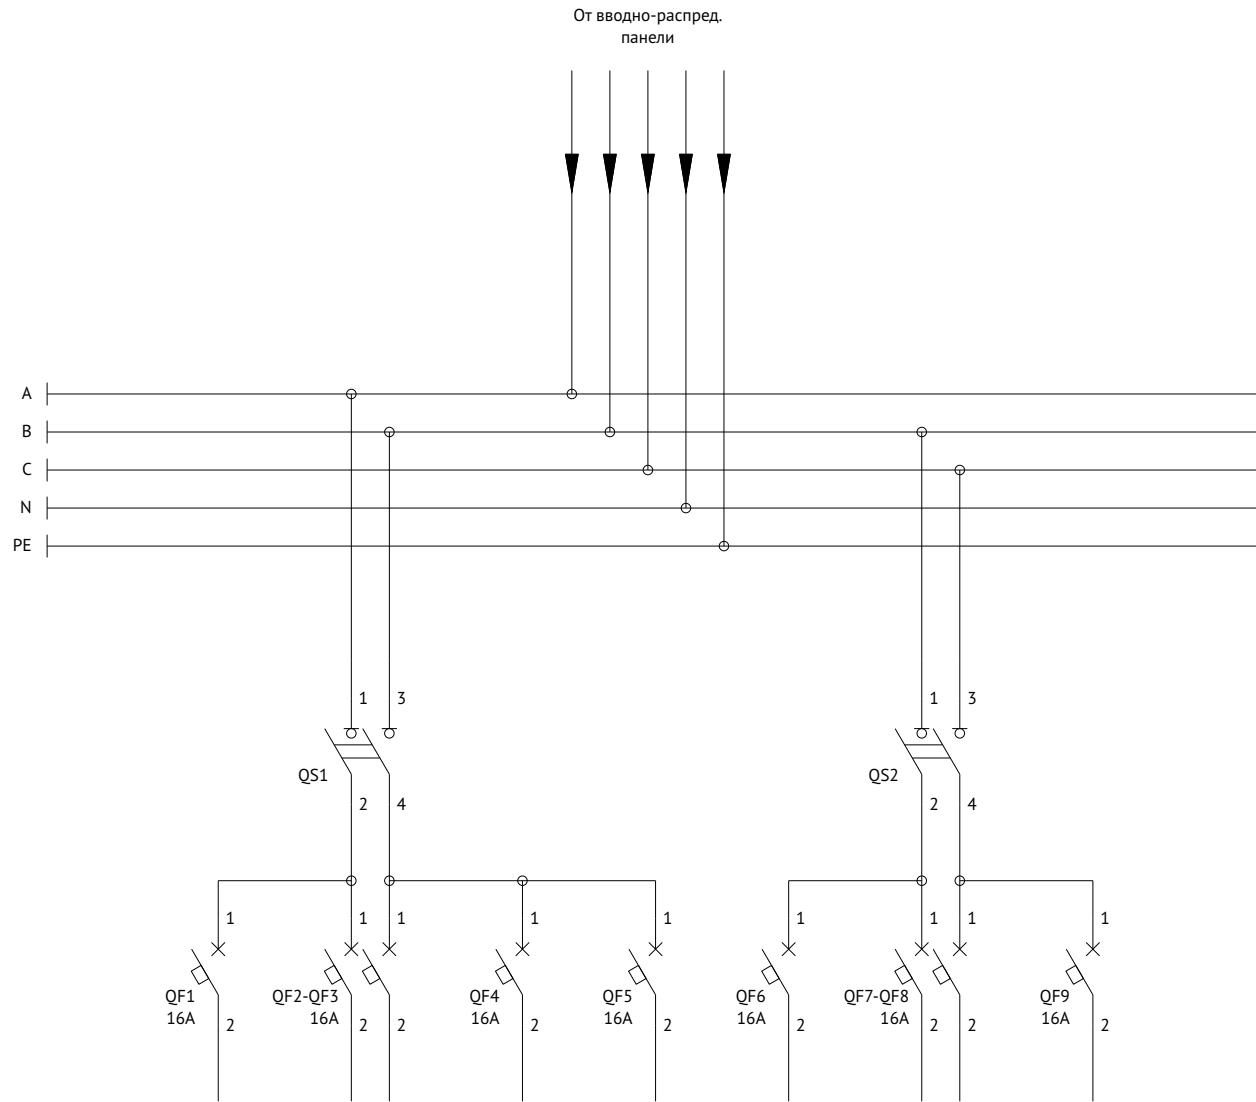 От вводно-распред.
панели
A
B
C
N
PE
1 3 1 3
QS1 QS2
2 4 2 4
1 1 1 1 1 1 1 1 1
QF1 QF2-QF3 QF4 QF5 QF6 QF7-QF8 QF9
16A 16A 16A 16A 16A 16A 16A
2 2 2 2 2 2 2 2 2